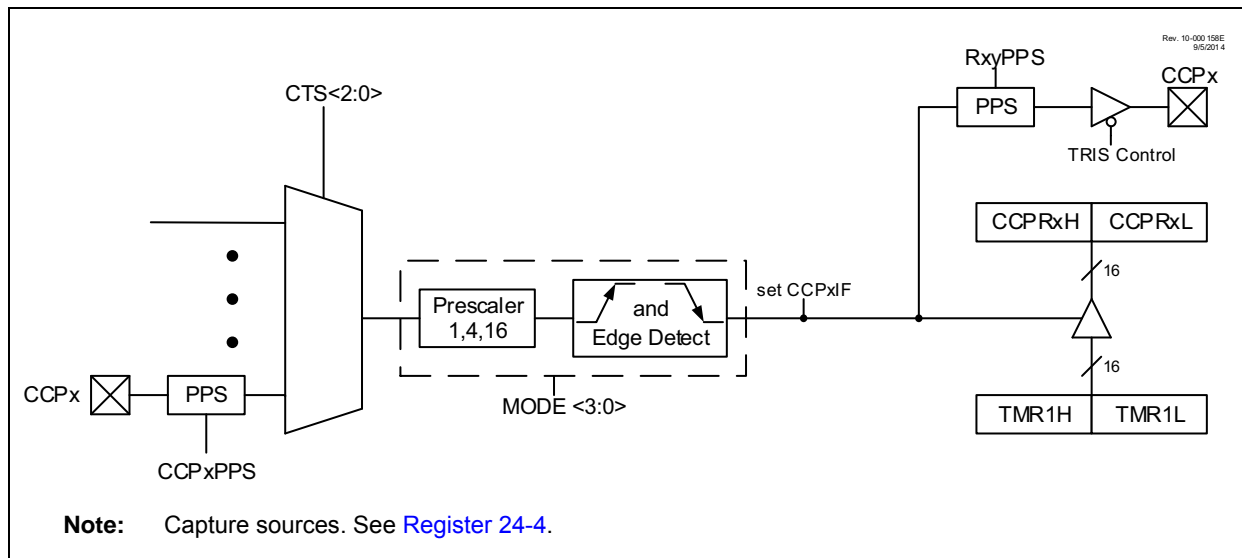 Rev. 10-000 158E
9/5/201 4
RxyPPS
CCPx
CTS<2:0>
PPS
TRIS Control
CCPRxH CCPRxL
16
set CCPxIF
Prescaler
1,4,16
and
Edge Detect
16
CCPx
PPS
MODE <3:0>
TMR1H TMR1L
CCPxPPS
Note: Capture sources. See Register 24-4.